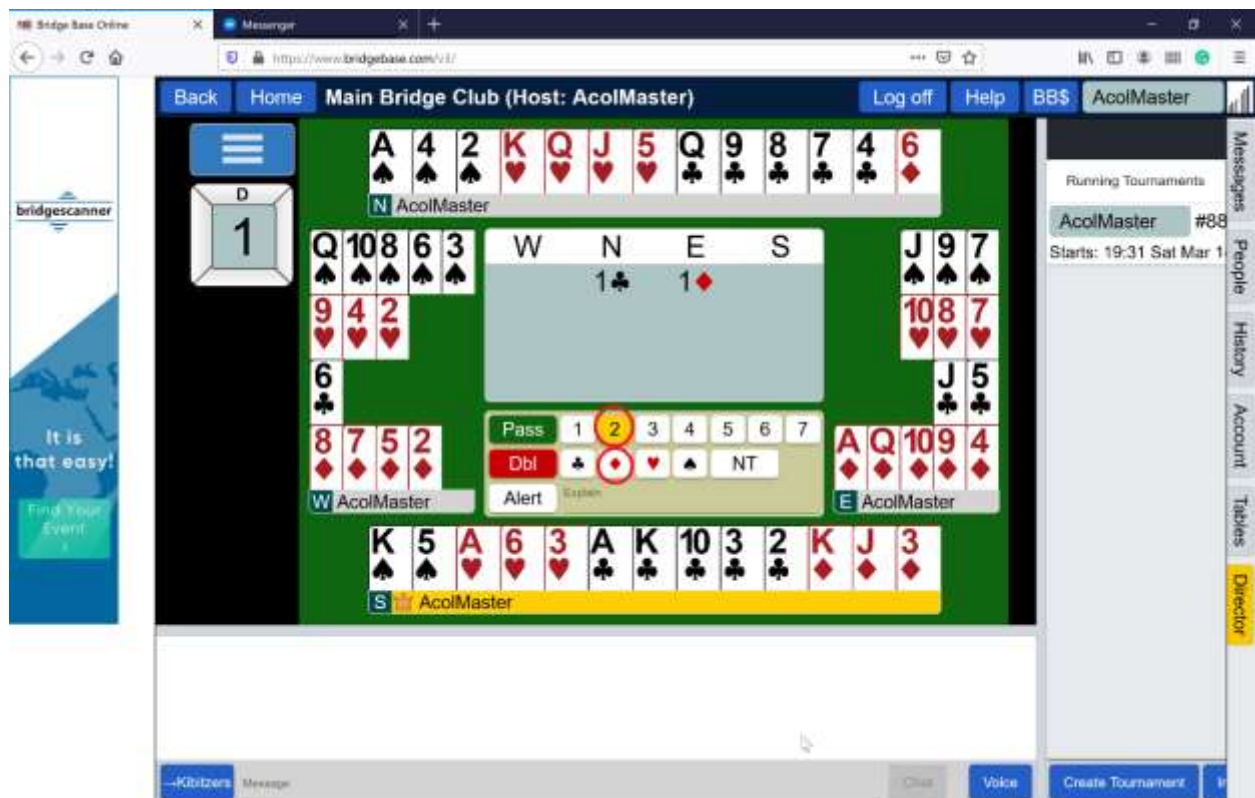 Bridge Base Online
Messenger
https://www.bridgebase.com/v3/
Back Home Main Bridge Club (Host: AcolMaster) Log off Help BB$ AcolMaster
bridgescanner
It is
that easy!
Find Your
Event
D
1
A 4 2 K Q J 5 Q 9 8 7 4 6
N AcolMaster
Q 10 8 6 3
9 4 2
6
8 7 5 2
W AcolMaster
W N E S
1♣ 1♦
Pass 1 2 3 4 5 6 7
Dbl ♣ ♦ ♥ ♠ NT
Alert Explain
J 9 7
10 8 7
J 5
A Q 10 9 4
E AcolMaster
K 5 A 6 3 A K 10 3 2 K J 3
S AcolMaster
Running Tournaments
AcolMaster #88
Starts: 19:31 Sat Mar 1
Messages
People
History
Account
Tables
Director
→Kibitzers Message Chat Voice Create Tournament